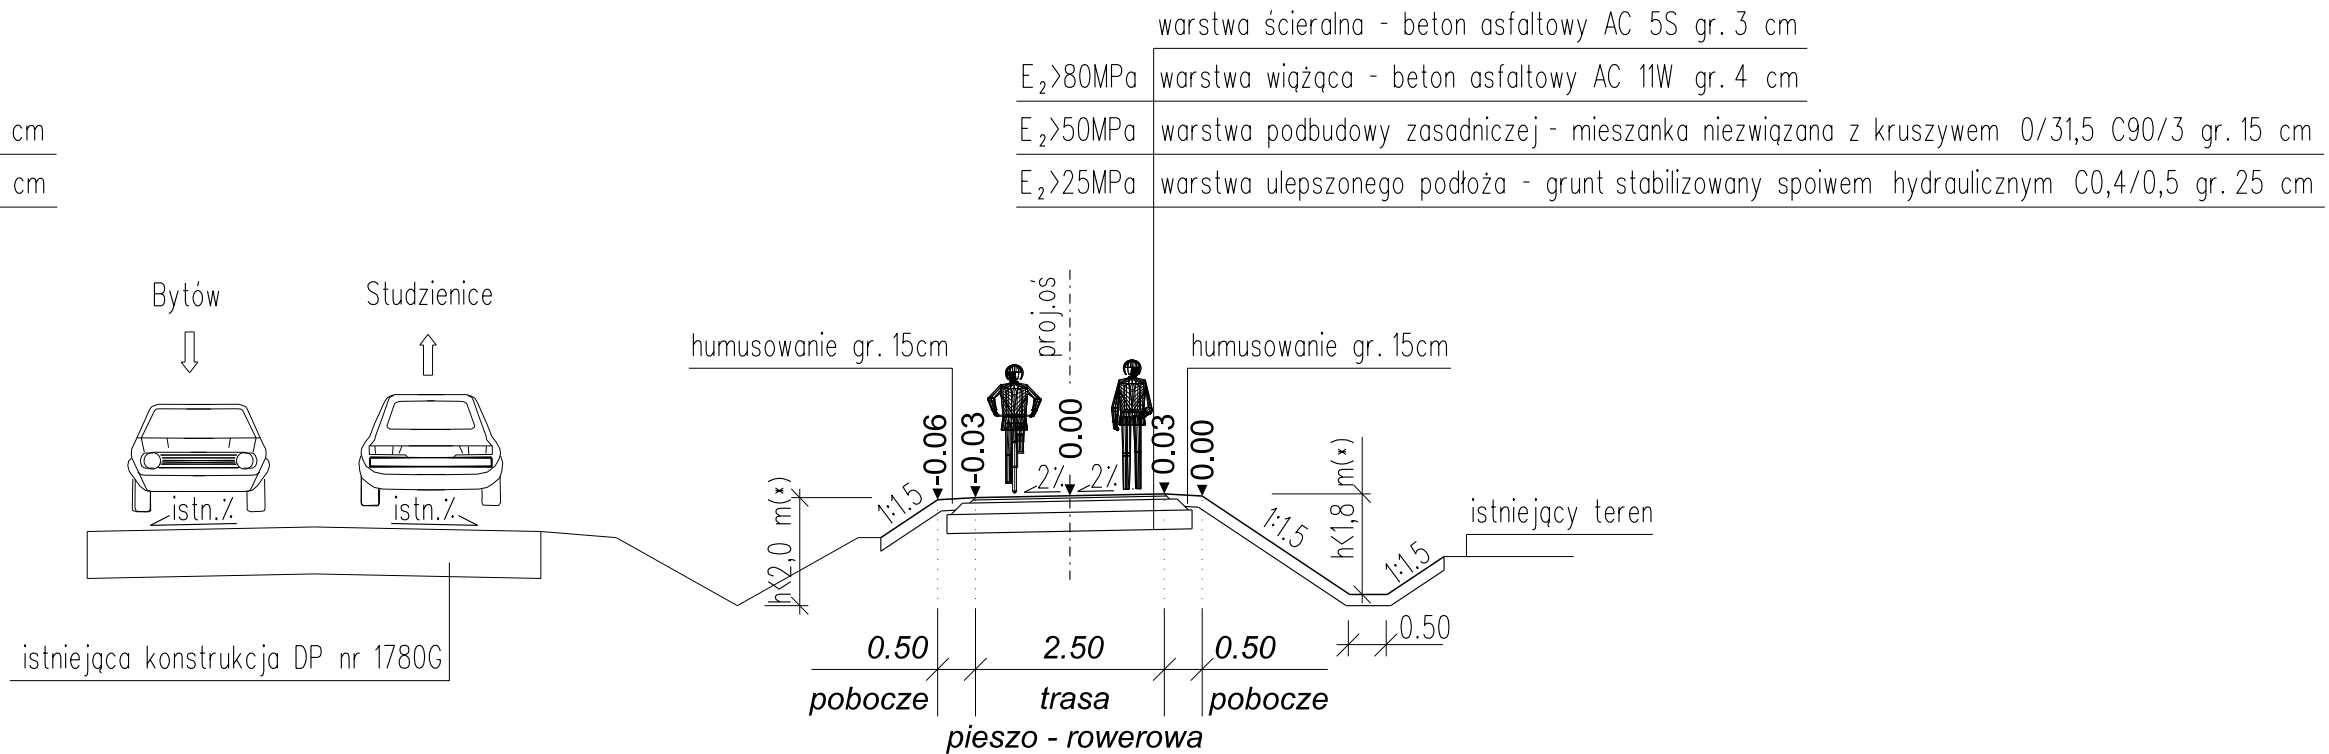 warstwa ścieralna - beton asfaltowy AC 5S gr. 3 cm
E₂>80MPa warstwa wiążąca - beton asfaltowy AC 11W gr. 4 cm
cm
E₂>50MPa warstwa podbudowy zasadniczej - mieszanka niezwiązana z kruszywem 0/31,5 C90/3 gr. 15 cm
cm
E₂>25MPa warstwa ulepszonego podłoża - grunt stabilizowany spoiwem hydraulicznym C0,4/0,5 gr. 25 cm
Bytów
Studzienice
proj.oś
humusowanie gr. 15cm
humusowanie gr. 15cm
-0.06
-0.03
0.00
0.03
0.00
2%
2%
istn.%
istn.%
1:1.5
h<2,0 m(*)
1:1.5
h<1,8 m(*)
1:1.5
istniejący teren
0.50
istniejąca konstrukcja DP nr 1780G
0.50
2.50
0.50
pobocze
trasa
pobocze
pieszo - rowerowa